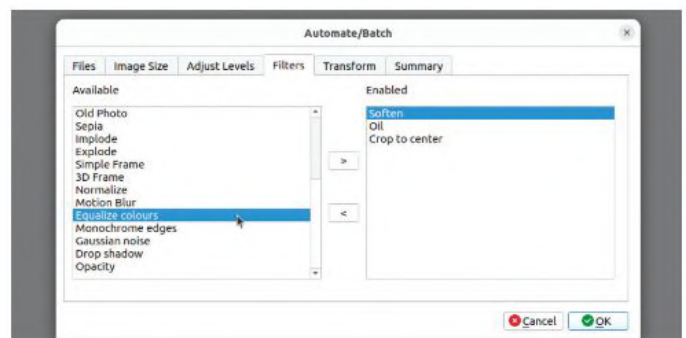 Automate/Batch
Files Image Size Adjust Levels Filters Transform Summary
Available
Enabled
Old Photo
Sepia
Implode
Explode
Simple Frame
3D Frame
Normalize
Motion Blur
Equalize colours
Monochrome edges
Gaussian noise
Drop shadow
Opacity
>
<
Soften
Oil
Crop to center
Cancel
OK